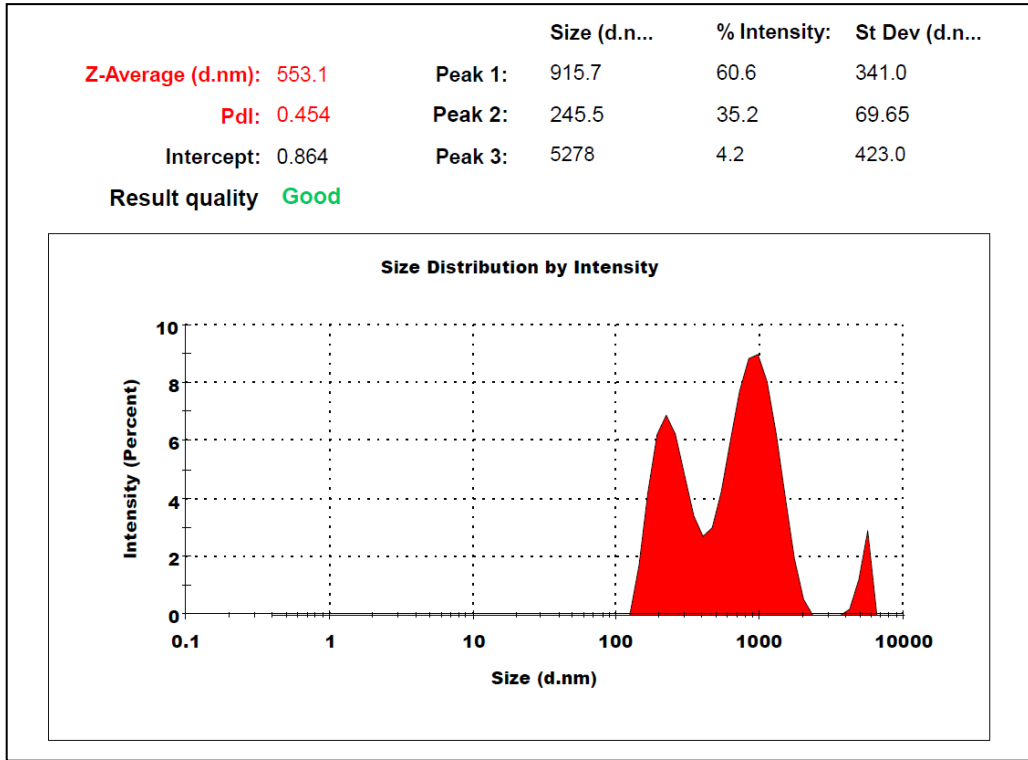 Size (d.n... % Intensity: St Dev (d.n...
Z-Average (d.nm): 553.1 Peak 1: 915.7 60.6 341.0
PdI: 0.454 Peak 2: 245.5 35.2 69.65
Intercept: 0.864 Peak 3: 5278 4.2 423.0
Result quality Good
Size Distribution by Intensity
Intensity (Percent)
10
8
6
4
2
0
0.1 1 10 100 1000 10000
Size (d.nm)